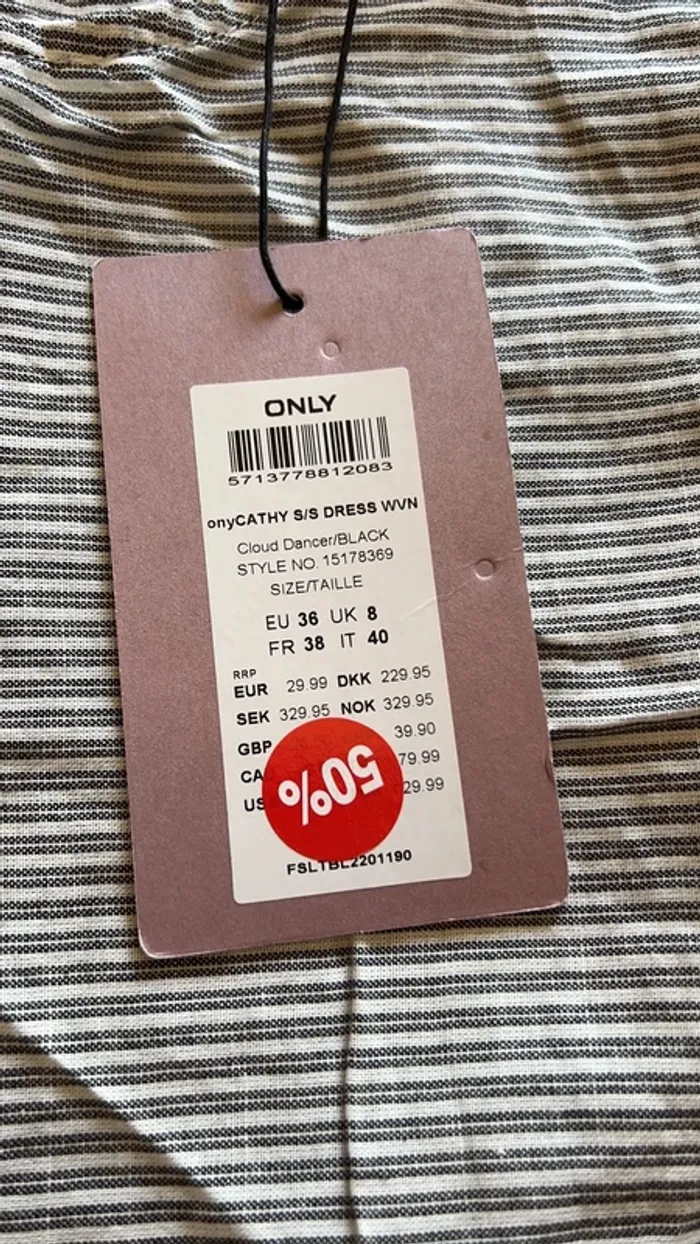 ONLY
5713778812083
onyCATHY S/S DRESS WVN
Cloud Dancer/BLACK
STYLE NO. 15178369
SIZE/TAILLE
EU 36 UK 8
FR 38 IT 40
RRP
EUR 29.99 DKK 229.95
SEK 329.95 NOK 329.95
GBP 39.90
CA 79.99
US 29.99
50%
FSLTBL2201190